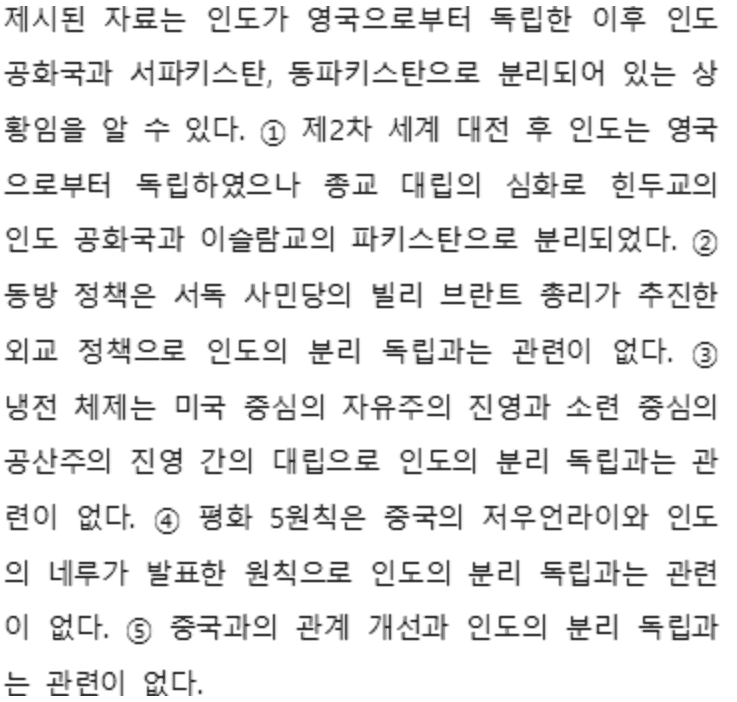 제시된 자료는 인도가 영국으로부터 독립한 이후 인도
공화국과 서파키스탄, 동파키스탄으로 분리되어 있는 상
황임을 알 수 있다. ① 제2차 세계 대전 후 인도는 영국
으로부터 독립하였으나 종교 대립의 심화로 힌두교의
인도 공화국과 이슬람교의 파키스탄으로 분리되었다. ②
동방 정책은 서독 사민당의 빌리 브란트 총리가 추진한
외교 정책으로 인도의 분리 독립과는 관련이 없다. ③
냉전 체제는 미국 중심의 자유주의 진영과 소련 중심의
공산주의 진영 간의 대립으로 인도의 분리 독립과는 관
련이 없다. ④ 평화 5원칙은 중국의 저우언라이와 인도
의 네루가 발표한 원칙으로 인도의 분리 독립과는 관련
이 없다. ⑤ 중국과의 관계 개선과 인도의 분리 독립과
는 관련이 없다.